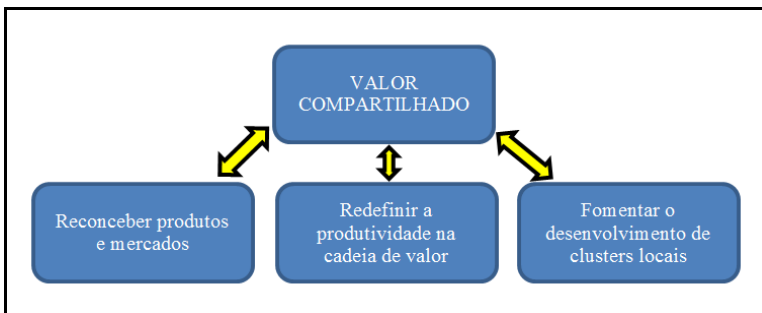 VALOR
COMPARTILHADO
Reconceber produtos
e mercados
Redefinir a
produtividade na
cadeia de valor
Fomentar o
desenvolvimento de
clusters locais